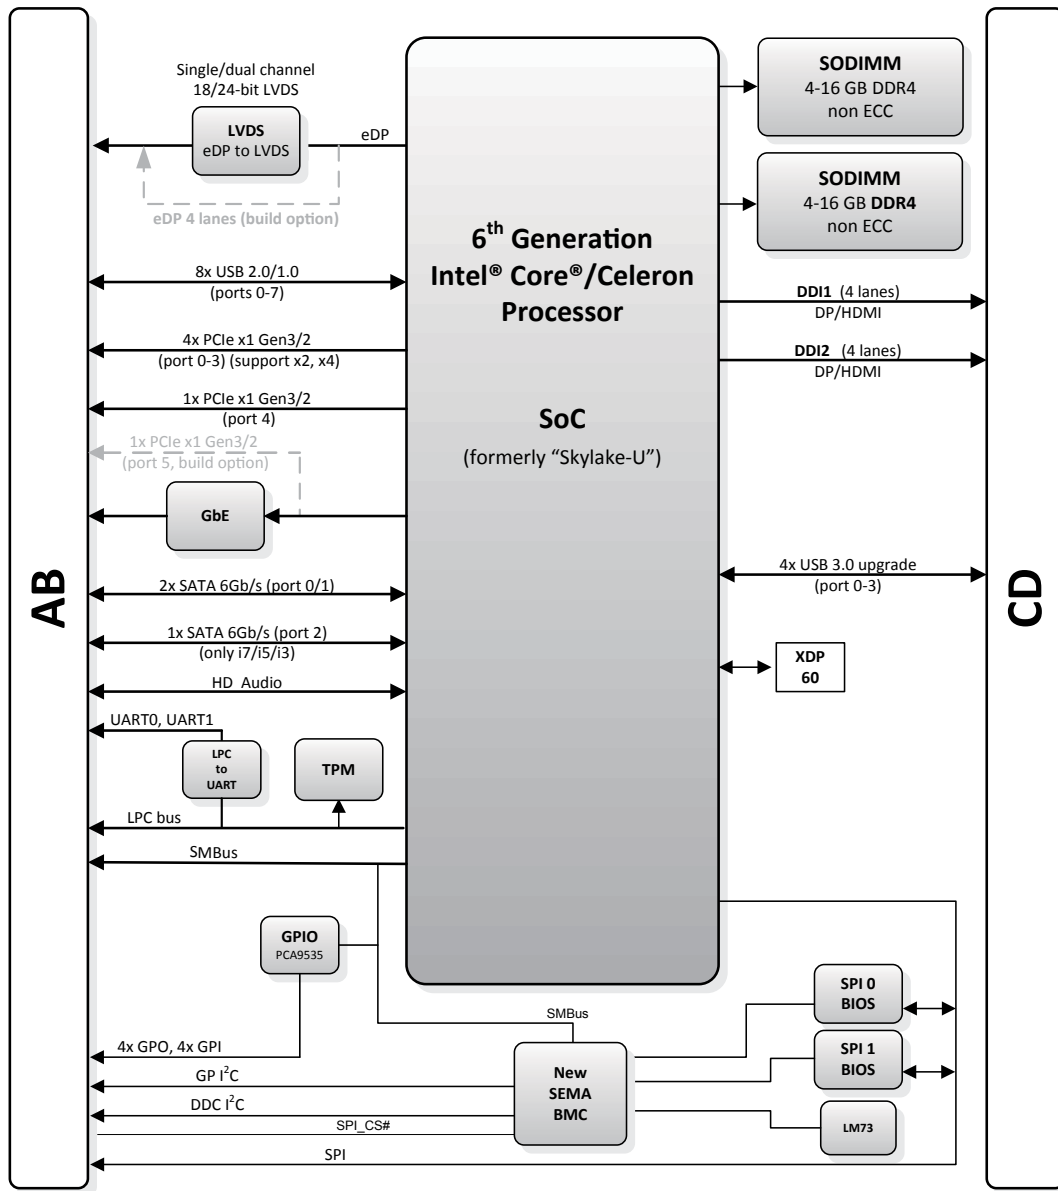 Single/dual channel
18/24-bit LVDS
LVDS
eDP to LVDS
eDP
eDP 4 lanes (build option)
8x USB 2.0/1.0
(ports 0-7)
4x PCIe x1 Gen3/2
(port 0-3) (support x2, x4)
1x PCIe x1 Gen3/2
(port 4)
1x PCIe x1 Gen3/2
(port 5, build option)
GbE
AB
2x SATA 6Gb/s (port 0/1)
1x SATA 6Gb/s (port 2)
(only i7/i5/i3)
HD Audio
UART0, UART1
LPC
to
UART
TPM
LPC bus
SMBus
GPIO
PCA9535
4x GPO, 4x GPI
GP I²C
DDC I²C
SPI_CS#
SPI
6th Generation
Intel® Core®/Celeron
Processor
SoC
(formerly “Skylake-U”)
SMBus
New
SEMA
BMC
SODIMM
4-16 GB DDR4
non ECC
SODIMM
4-16 GB DDR4
non ECC
DDI1 (4 lanes)
DP/HDMI
DDI2 (4 lanes)
DP/HDMI
4x USB 3.0 upgrade
(port 0-3)
XDP
60
SPI 0
BIOS
SPI 1
BIOS
LM73
CD